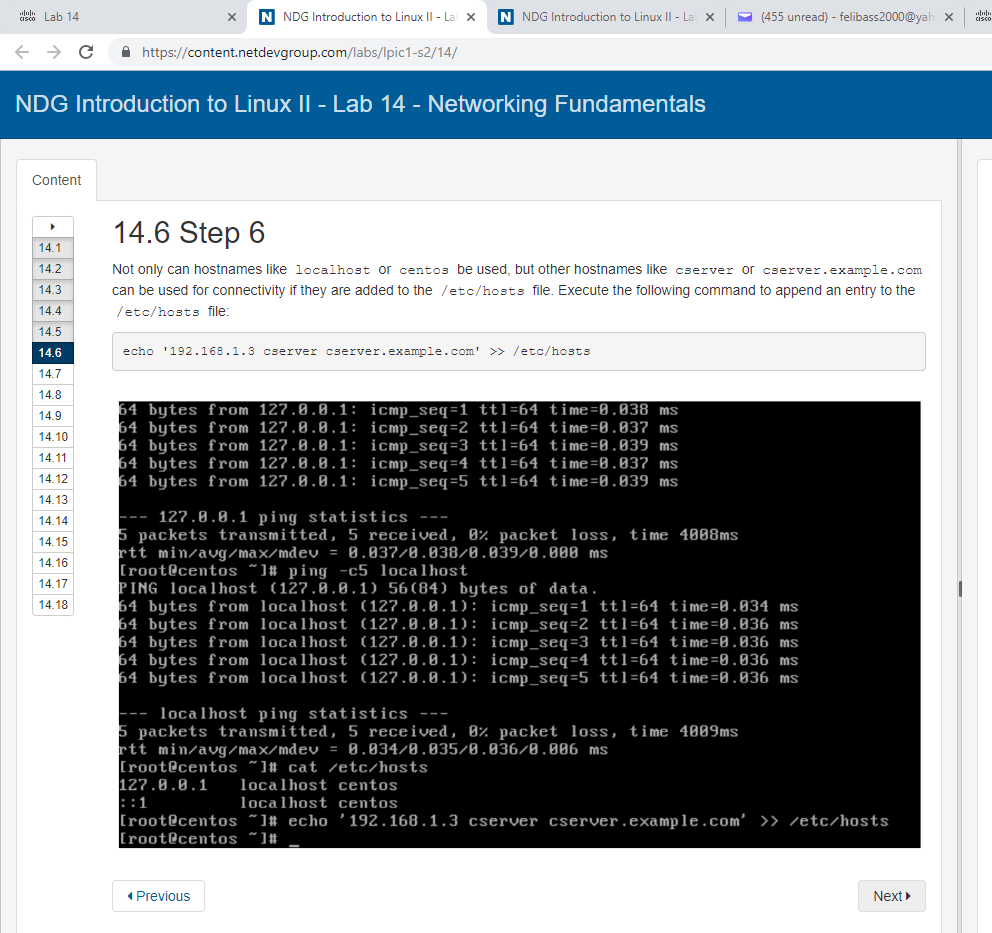 Lab 14
NDG Introduction to Linux II - La
NDG Introduction to Linux II - La
(455 unread) - felibass2000@yah
https://content.netdevgroup.com/labs/lpic1-s2/14/
NDG Introduction to Linux II - Lab 14 - Networking Fundamentals
Content
14.1
14.2
14.3
14.4
14.5
14.6
14.7
14.8
14.9
14.10
14.11
14.12
14.13
14.14
14.15
14.16
14.17
14.18
14.6 Step 6
Not only can hostnames like localhost or centos be used, but other hostnames like cserver or cserver.example.com
can be used for connectivity if they are added to the /etc/hosts file. Execute the following command to append an entry to the
/etc/hosts file:
echo '192.168.1.3 cserver cserver.example.com' >> /etc/hosts
64 bytes from 127.0.0.1: icmp_seq=1 ttl=64 time=0.038 ms
64 bytes from 127.0.0.1: icmp_seq=2 ttl=64 time=0.037 ms
64 bytes from 127.0.0.1: icmp_seq=3 ttl=64 time=0.039 ms
64 bytes from 127.0.0.1: icmp_seq=4 ttl=64 time=0.037 ms
64 bytes from 127.0.0.1: icmp_seq=5 ttl=64 time=0.039 ms
--- 127.0.0.1 ping statistics ---
5 packets transmitted, 5 received, 0% packet loss, time 4008ms
rtt min/avg/max/mdev = 0.037/0.038/0.039/0.000 ms
[root@centos ~]# ping -c5 localhost
PING localhost (127.0.0.1) 56(84) bytes of data.
64 bytes from localhost (127.0.0.1): icmp_seq=1 ttl=64 time=0.034 ms
64 bytes from localhost (127.0.0.1): icmp_seq=2 ttl=64 time=0.036 ms
64 bytes from localhost (127.0.0.1): icmp_seq=3 ttl=64 time=0.036 ms
64 bytes from localhost (127.0.0.1): icmp_seq=4 ttl=64 time=0.036 ms
64 bytes from localhost (127.0.0.1): icmp_seq=5 ttl=64 time=0.036 ms
--- localhost ping statistics ---
5 packets transmitted, 5 received, 0% packet loss, time 4009ms
rtt min/avg/max/mdev = 0.034/0.035/0.036/0.006 ms
[root@centos ~]# cat /etc/hosts
127.0.0.1 localhost centos
::1 localhost centos
[root@centos ~]# echo '192.168.1.3 cserver cserver.example.com' >> /etc/hosts
[root@centos ~]# _
Previous
Next